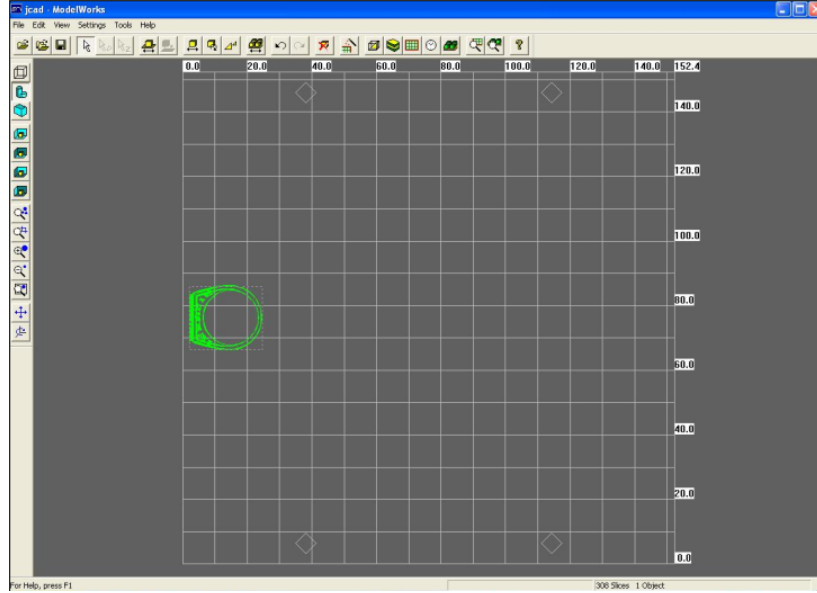 jcad - ModelWorks
File Edit View Settings Tools Help
0.0 20.0 40.0 60.0 80.0 100.0 120.0 140.0 152.4
140.0
120.0
100.0
80.0
60.0
40.0
20.0
0.0
For Help, press F1
308 Slices 1 Object